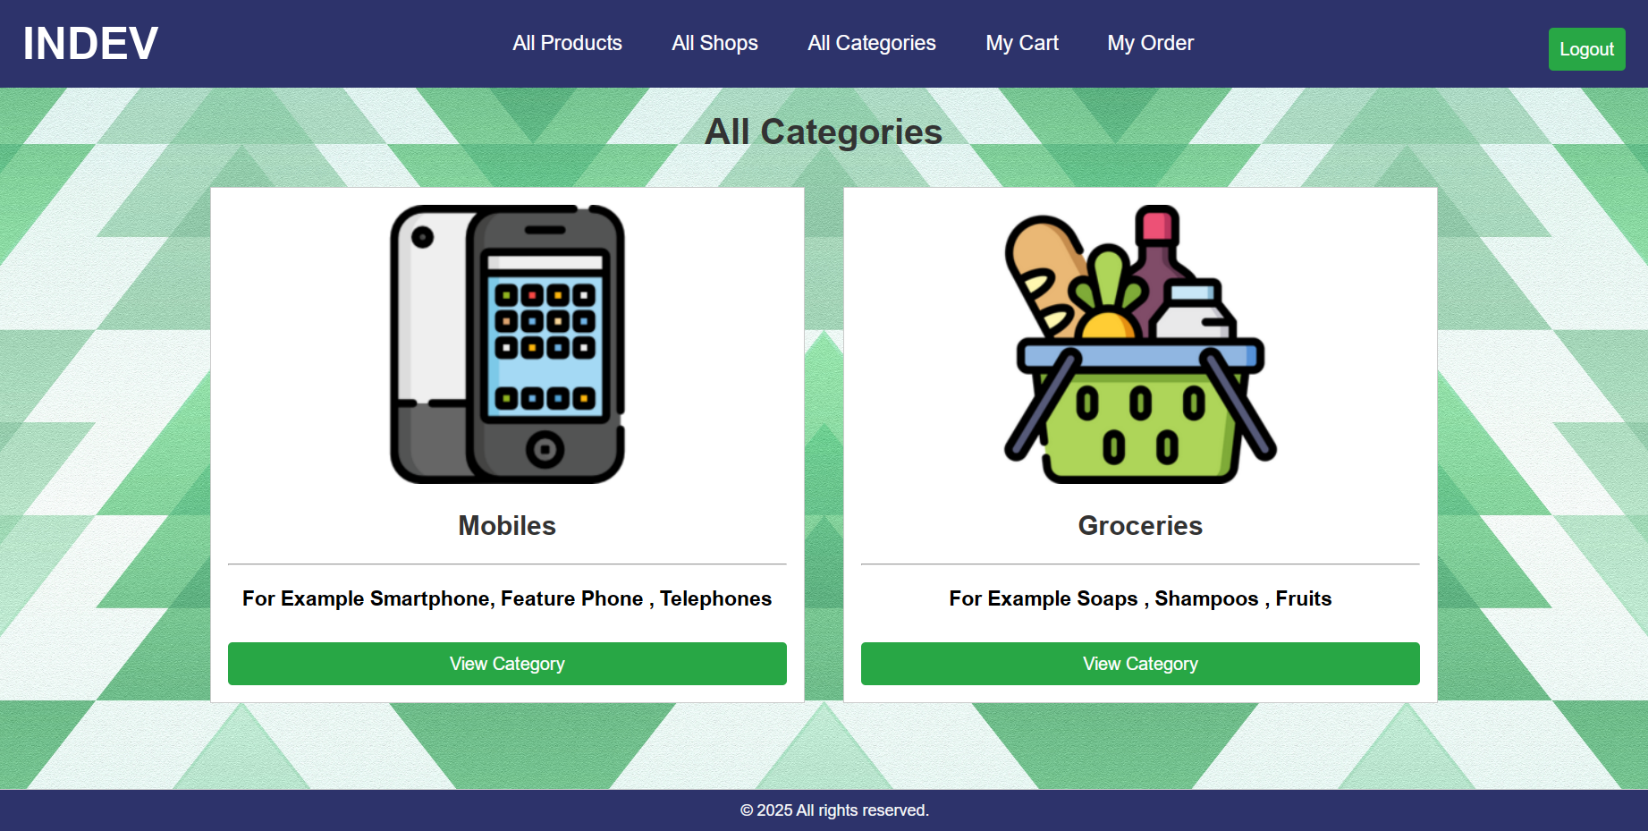 INDEV
All Products
All Shops
All Categories
My Cart
My Order
Logout
All Categories
Mobiles
For Example Smartphone, Feature Phone , Telephones
View Category
Groceries
For Example Soaps , Shampoos , Fruits
View Category
© 2025 All rights reserved.